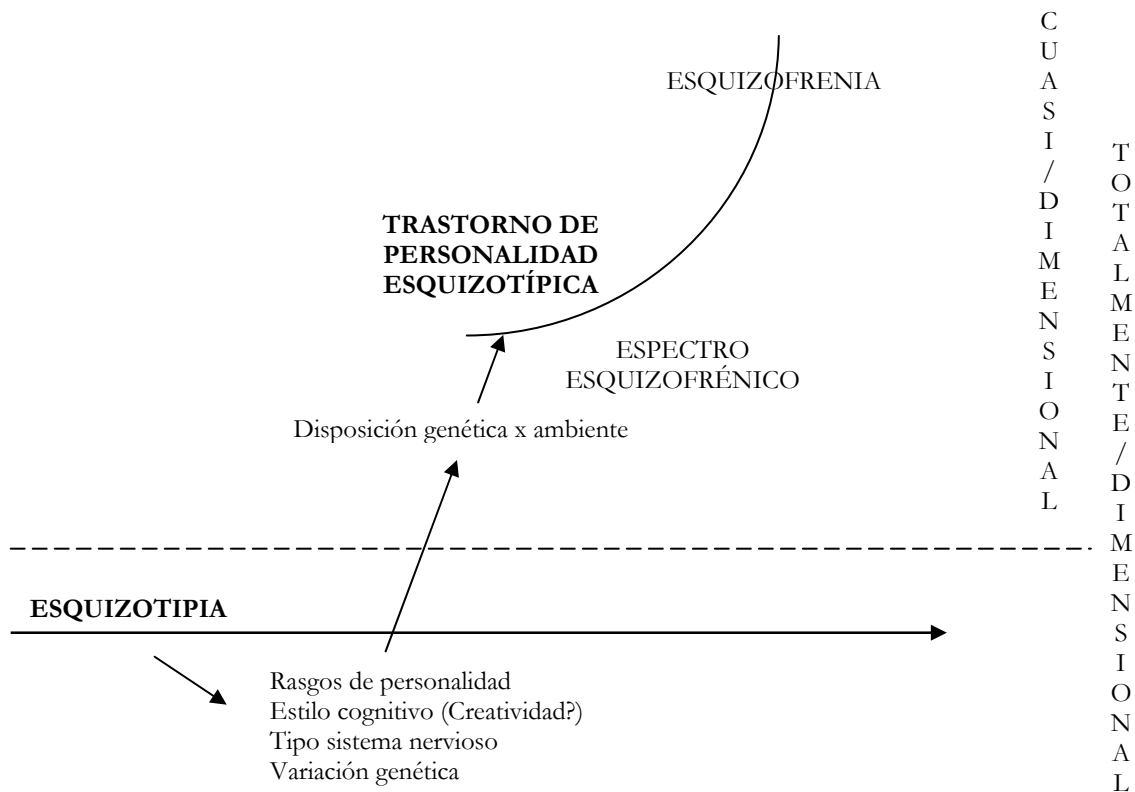 ESQUIZOFRENIA
TRASTORNO DE
PERSONALIDAD
ESQUIZOTÍPICA
ESPECTRO
ESQUIZOFRÉNICO
Disposición genética x ambiente
ESQUIZOTIPIA
Rasgos de personalidad
Estilo cognitivo (Creatividad?)
Tipo sistema nervioso
Variación genética
CUASI/DIMENSIONAL
TOTALMENTE/DIMENSIONAL